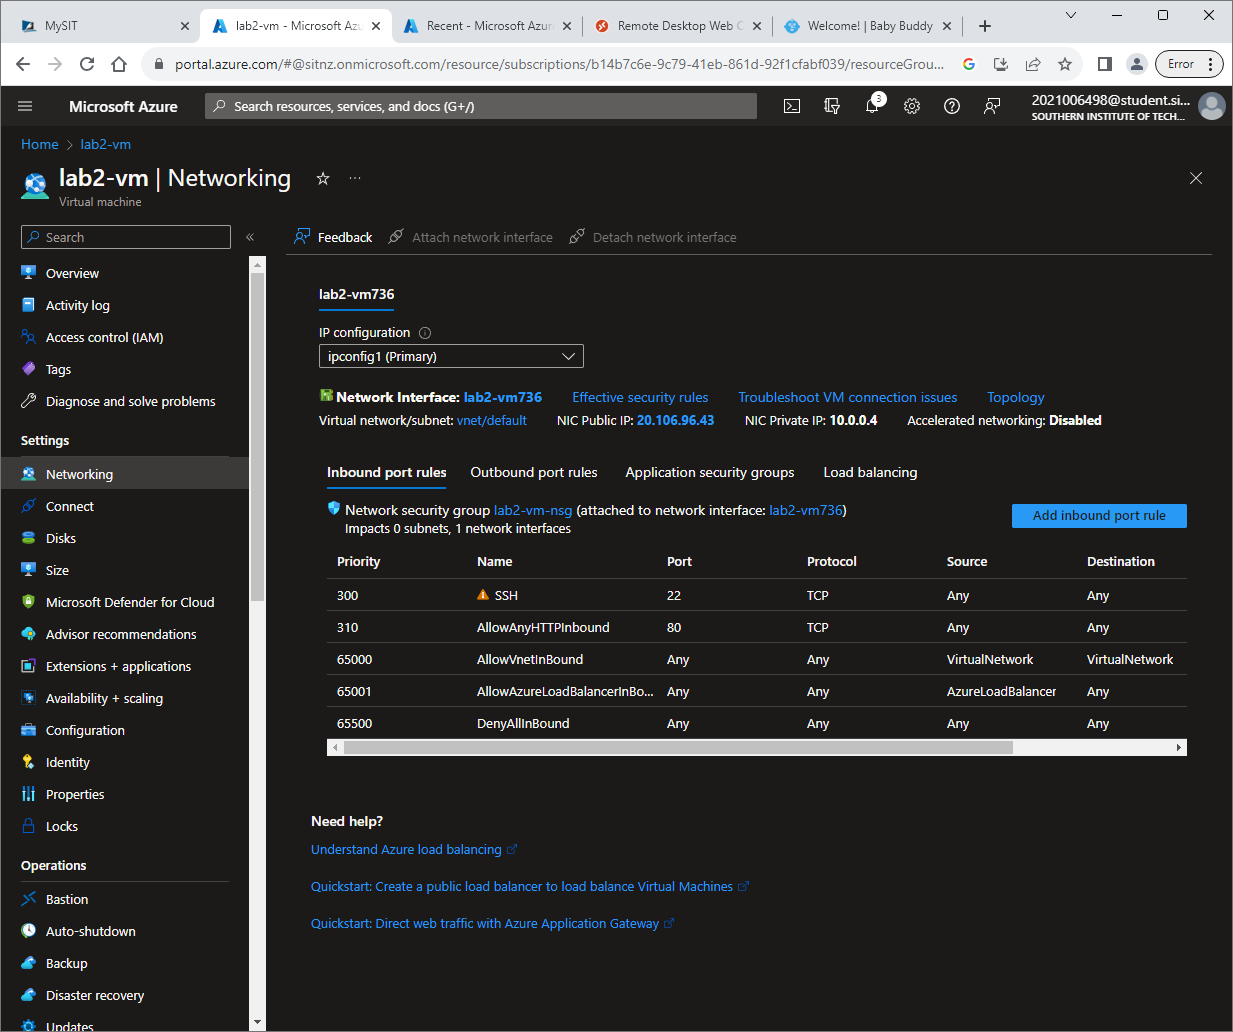 MySIT
lab2-vm - Microsoft Azu
Recent - Microsoft Azur
Remote Desktop Web C
Welcome! | Baby Buddy
portal.azure.com/#@sitnz.onmicrosoft.com/resource/subscriptions/b14b7c6e-9c79-41eb-861d-92f1cfabf039/resourceGrou...
Error
Microsoft Azure
Search resources, services, and docs (G+/)
3
2021006498@student.si...
SOUTHERN INSTITUTE OF TECH...
Home > lab2-vm
lab2-vm | Networking
Virtual machine
Search
Feedback
Attach network interface
Detach network interface
Overview
Activity log
Access control (IAM)
Tags
Diagnose and solve problems
Settings
Networking
Connect
Disks
Size
Microsoft Defender for Cloud
Advisor recommendations
Extensions + applications
Availability + scaling
Configuration
Identity
Properties
Locks
Operations
Bastion
Auto-shutdown
Backup
Disaster recovery
Updates
lab2-vm736
IP configuration
ipconfig1 (Primary)
Network Interface: lab2-vm736 Effective security rules Troubleshoot VM connection issues Topology
Virtual network/subnet: vnet/default NIC Public IP: 20.106.96.43 NIC Private IP: 10.0.0.4 Accelerated networking: Disabled
Inbound port rules Outbound port rules Application security groups Load balancing
Network security group lab2-vm-nsg (attached to network interface: lab2-vm736)
Impacts 0 subnets, 1 network interfaces
Add inbound port rule
Priority Name Port Protocol Source Destination
300 SSH 22 TCP Any Any
310 AllowAnyHTTPInbound 80 TCP Any Any
65000 AllowVnetInBound Any Any VirtualNetwork VirtualNetwork
65001 AllowAzureLoadBalancerInBo... Any Any AzureLoadBalancer Any
65500 DenyAllInBound Any Any Any Any
Need help?
Understand Azure load balancing
Quickstart: Create a public load balancer to load balance Virtual Machines
Quickstart: Direct web traffic with Azure Application Gateway